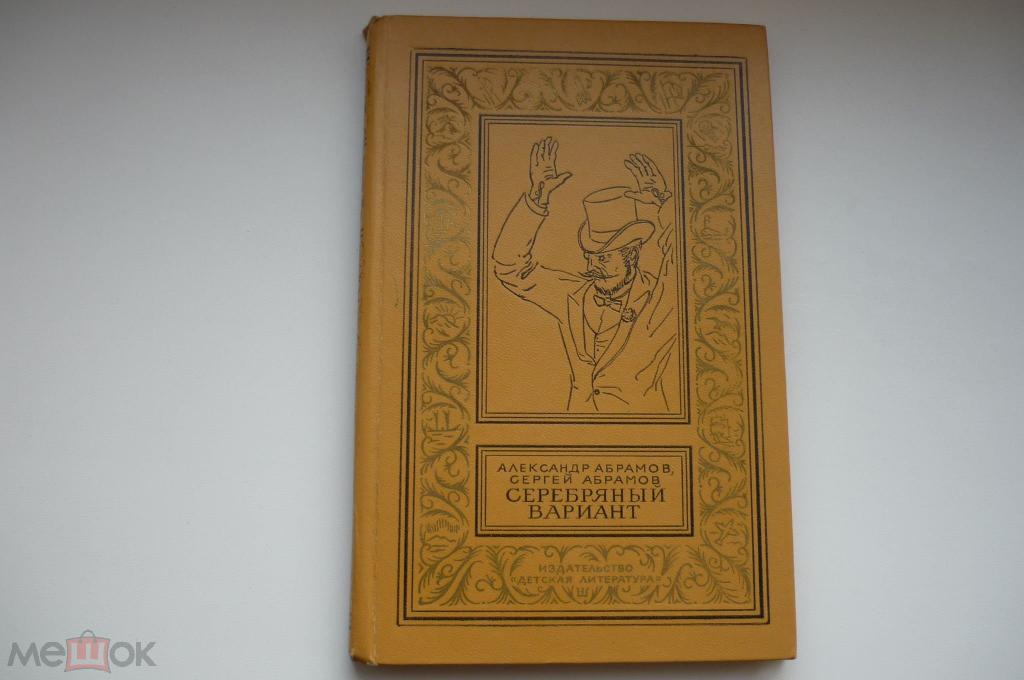 АЛЕКСАНДР АБРАМОВ,
СЕРГЕЙ АБРАМОВ
СЕРЕБРЯНЫЙ
ВАРИАНТ
ИЗДАТЕЛЬСТВО
«ДЕТСКАЯ ЛИТЕРАТУРА»
мешок